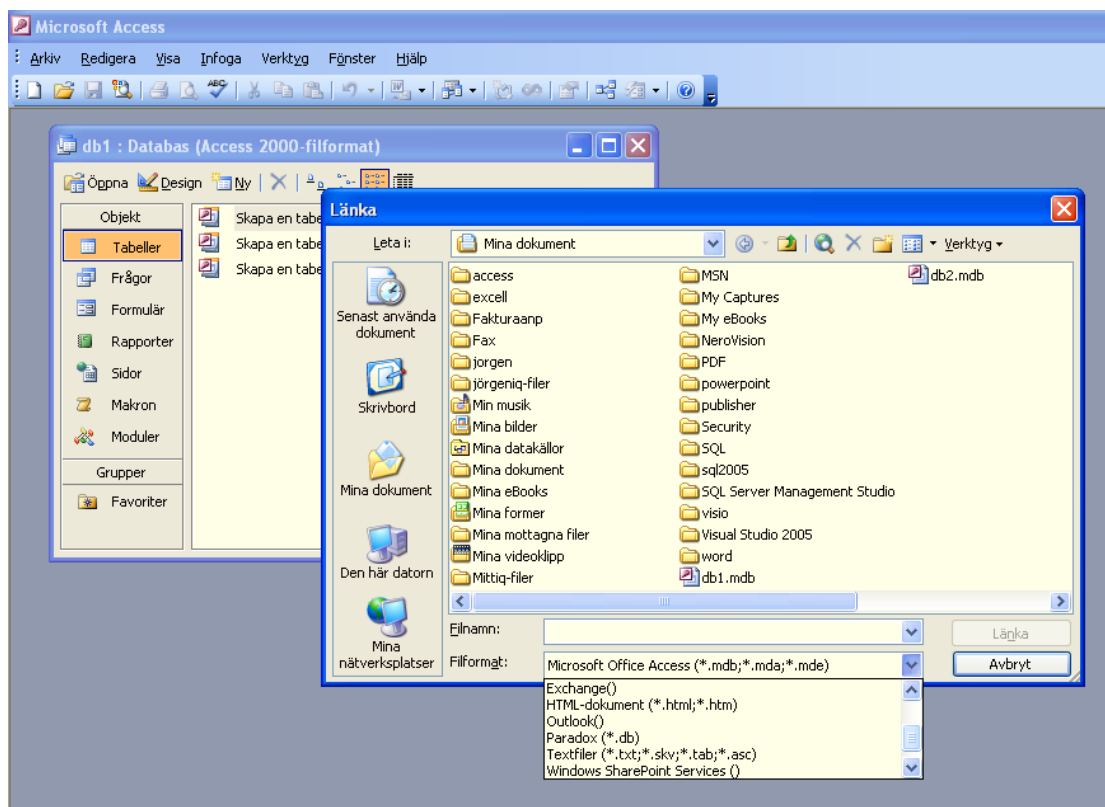 Microsoft Access
Arkiv Redigera Visa Infoga Verktyg Fönster Hjälp
db1 : Databas (Access 2000-filformat)
Öppna Design Ny
Objekt
Tabeller
Frågor
Formulär
Rapporter
Sidor
Makron
Moduler
Grupper
Favoriter
Skapa en tabe
Skapa en tabe
Skapa en tabe
Länka
Leta i: Mina dokument Verktyg
Senast använda
dokument
Skrivbord
Mina dokument
Den här datorn
Mina
nätverksplatser
access
excell
Fakturaanp
Fax
jorgen
jörgeniq-filer
Min musik
Mina bilder
Mina datakällor
Mina dokument
Mina eBooks
Mina former
Mina mottagna filer
Mina videoklipp
Mittiq-filer
MSN
My Captures
My eBooks
NeroVision
PDF
powerpoint
publisher
Security
SQL
sql2005
SQL Server Management Studio
visio
Visual Studio 2005
word
db1.mdb
db2.mdb
Filnamn: Länka
Filformat: Microsoft Office Access (*.mdb;*.mda;*.mde) Avbryt
Exchange()
HTML-dokument (*.html;*.htm)
Outlook()
Paradox (*.db)
Textfiler (*.txt;*.skv;*.tab;*.asc)
Windows SharePoint Services ()